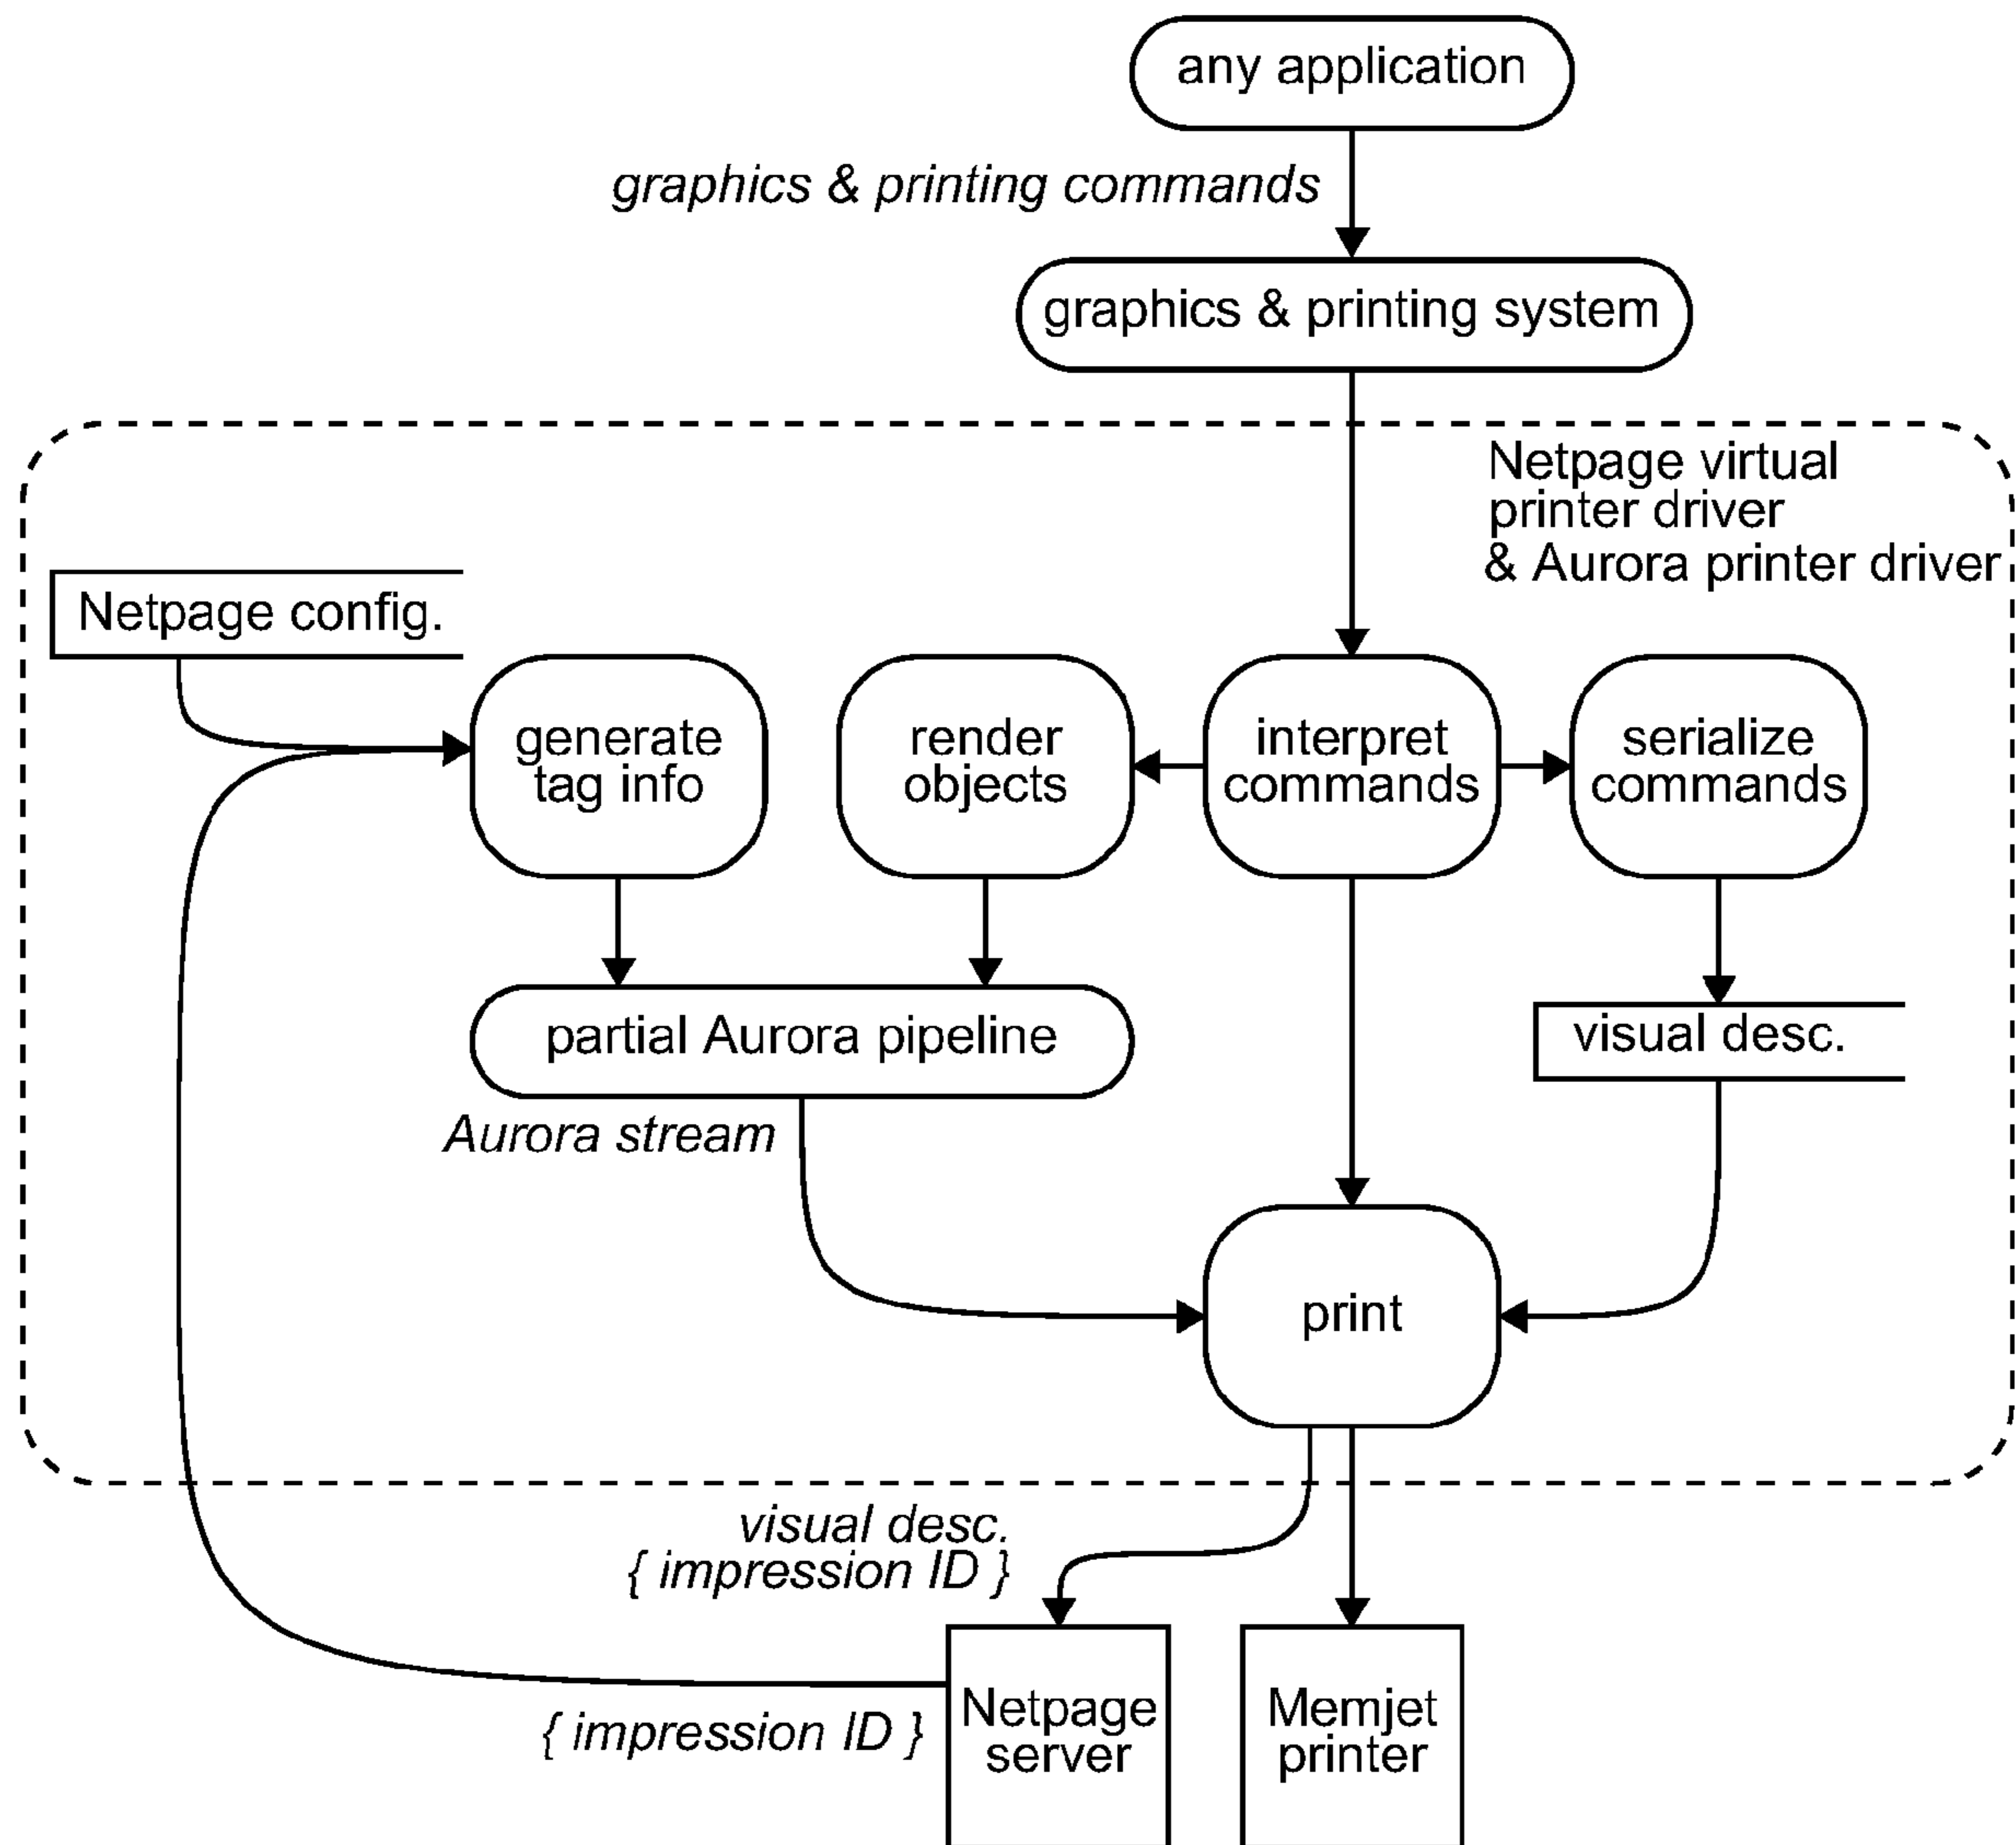 any application
graphics & printing commands
graphics & printing system
Netpage virtual
printer driver
& Aurora printer driver
Netpage config.
generate
tag info
render
objects
interpret
commands
serialize
commands
partial Aurora pipeline
visual desc.
Aurora stream
print
visual desc.
{ impression ID }
{ impression ID }
Netpage
server
Memjet
printer